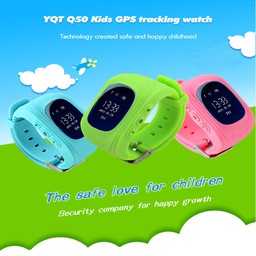 YQT Q50 Kids GPS tracking watch
Technology created safe and happy childhood
The safe love for children
Security company for happy growth